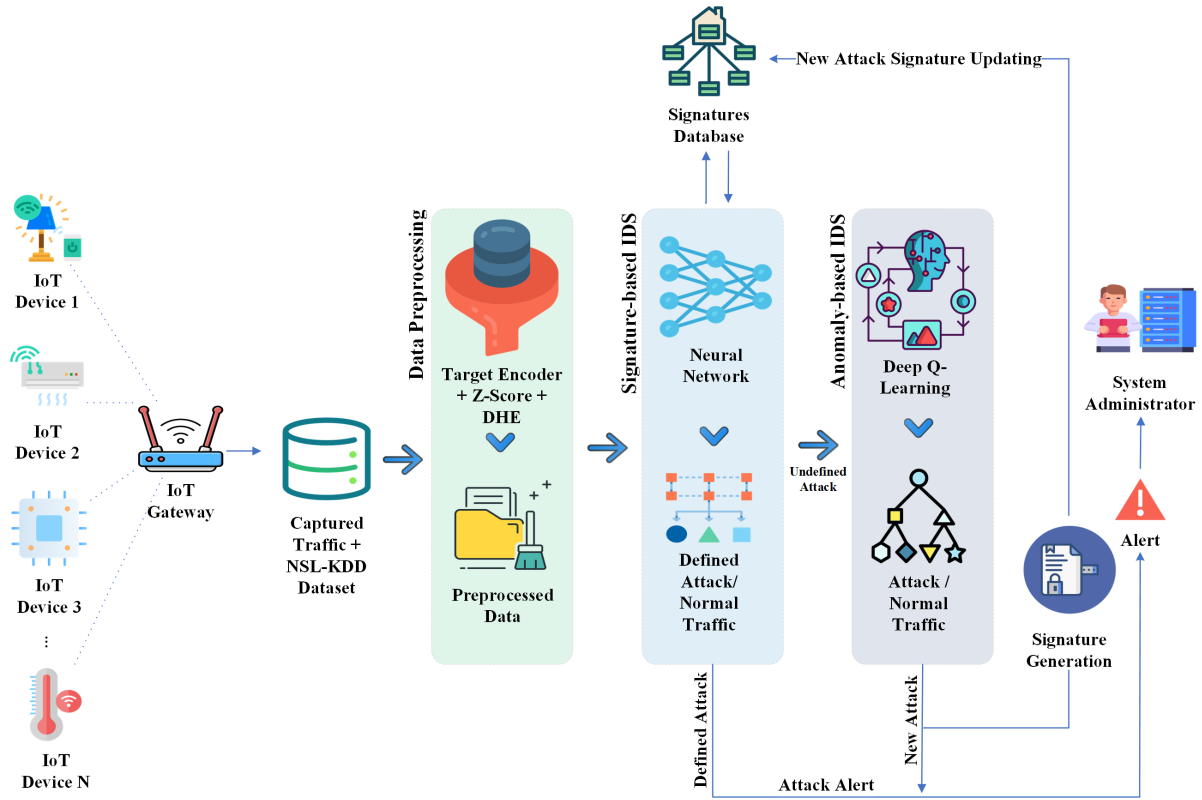 New Attack Signature Updating
Signatures
Database
IoT
Device 1
IoT
Device 2
IoT
Device 3
...
IoT
Device N
IoT
Gateway
Captured
Traffic +
NSL-KDD
Dataset
Data Preprocessing
Target Encoder
+ Z-Score +
DHE
Preprocessed
Data
Signature-based IDS
Neural
Network
Defined
Attack/
Normal
Traffic
Undefined
Attack
Anomaly-based IDS
Deep Q-
Learning
Attack /
Normal
Traffic
System
Administrator
Alert
Signature
Generation
Defined Attack
New Attack
Attack Alert